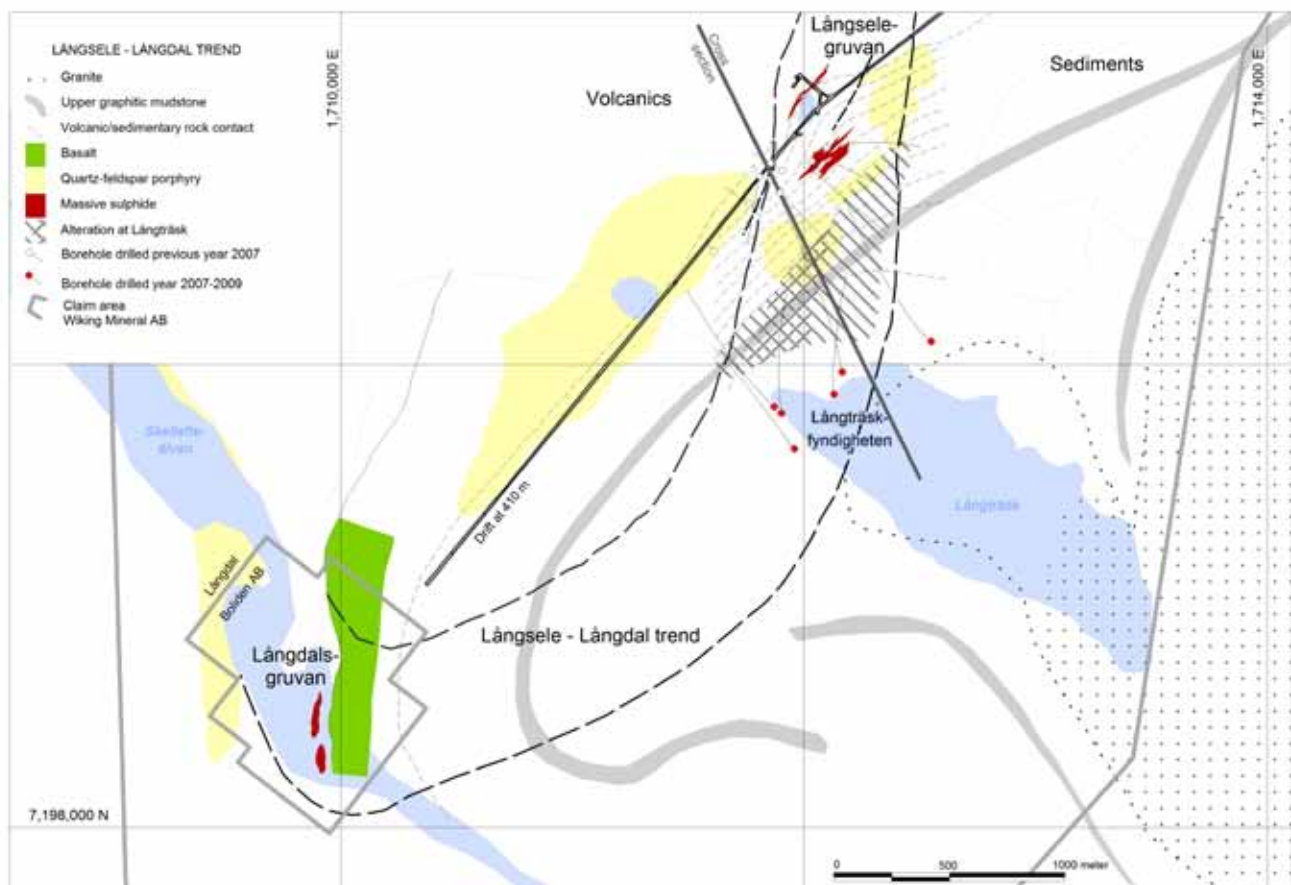 LÅNGSELE - LÅNGDAL TREND
Granite
Upper graphitic mudstone
Volcanic/sedimentary rock contact
Basalt
Quartz-feldspar porphyry
Massive sulphide
Alteration at Långträsk
Borehole drilled previous year 2007
Borehole drilled year 2007-2009
Claim area
Wiking Mineral AB
1,710,000 E
Cross
section
Volcanics
Långsele-
gruvan
Sediments
1,714,000 E
Skellefte-
älven
Långträsk-
fyndigheten
Långträsk
Drift at 410 m
Långdal
Boliden AB
Långdals-
gruvan
Långsele - Långdal trend
7,198,000 N
0 500 1000 meter